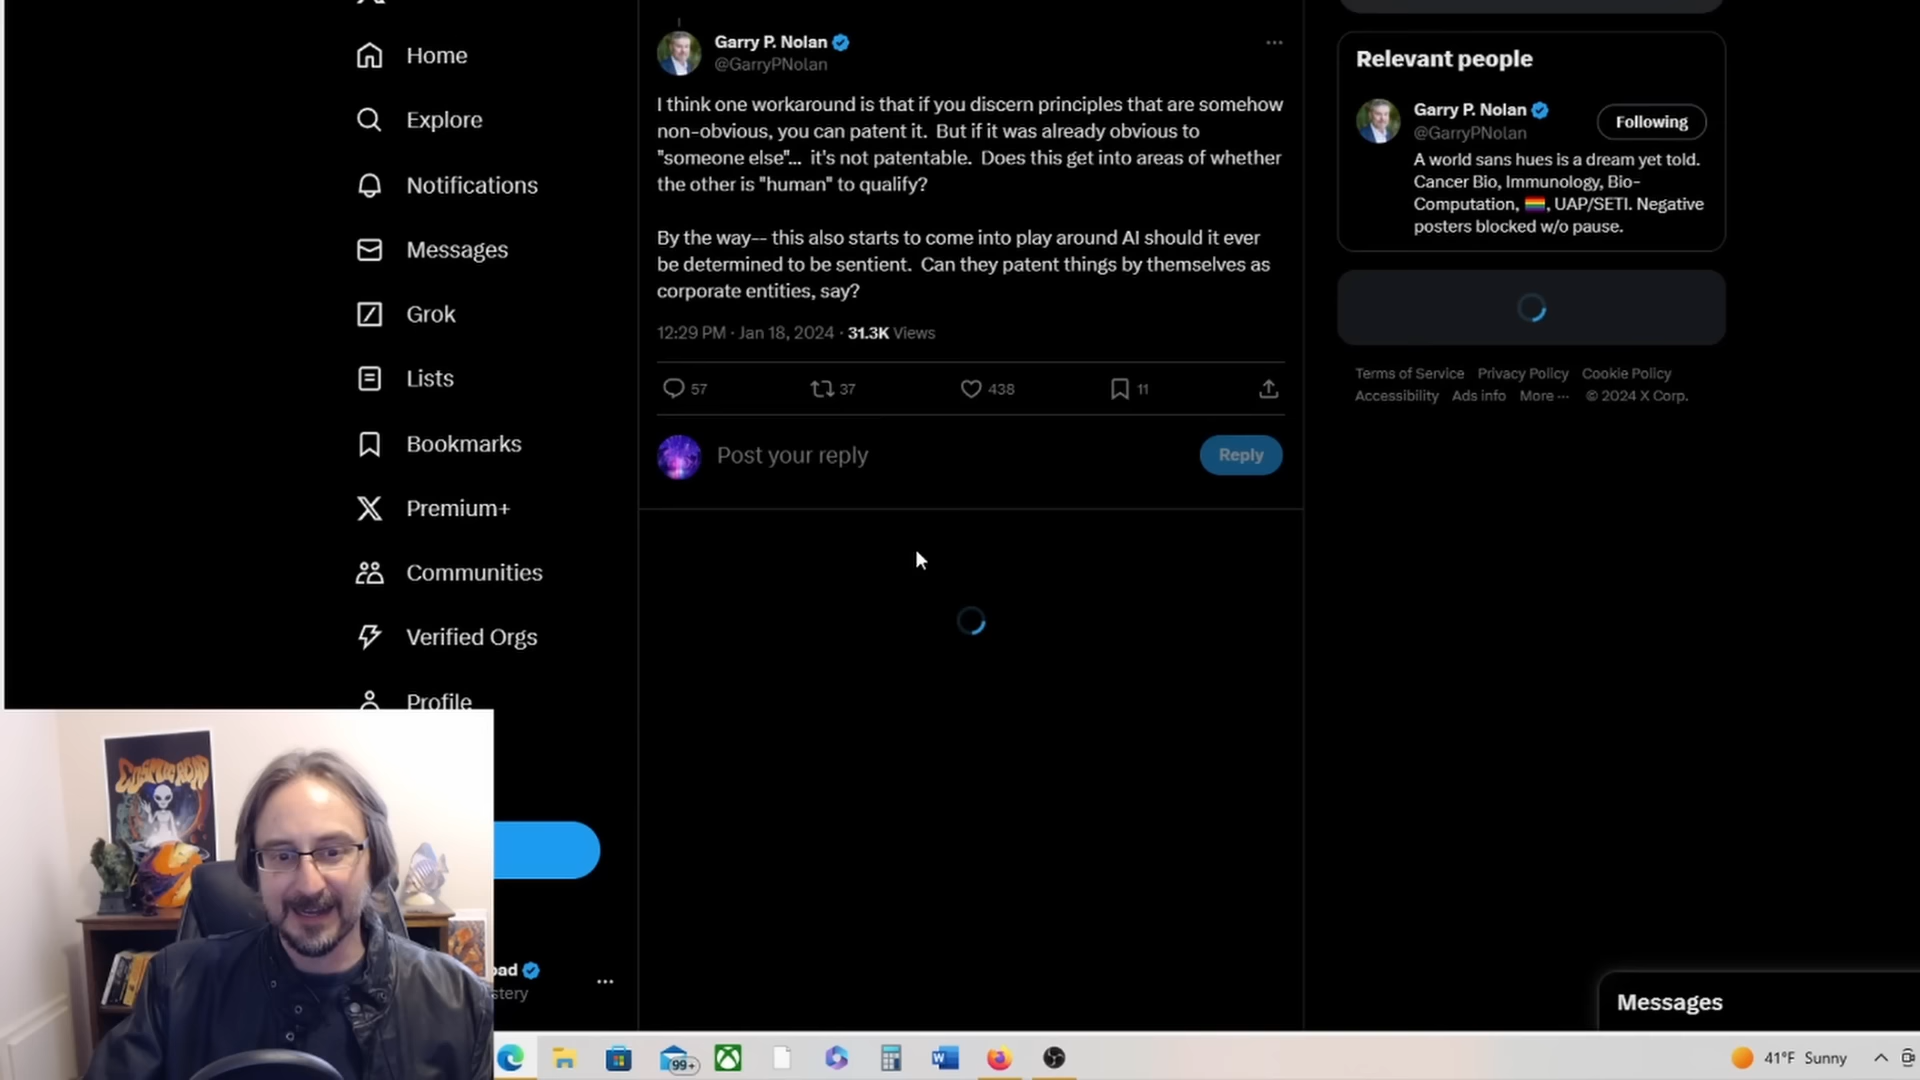 Home
Explore
Notifications
Messages
Grok
Lists
Bookmarks
Premium+
Communities
Verified Orgs
Profile
Garry P. Nolan
@GarryPNolan
I think one workaround is that if you discern principles that are somehow
non-obvious, you can patent it.  But if it was already obvious to
"someone else"...  it's not patentable.  Does this get into areas of whether
the other is "human" to qualify?
By the way-- this also starts to come into play around AI should it ever
be determined to be sentient.  Can they patent things by themselves as
corporate entities, say?
12:29 PM · Jan 18, 2024 · 31.3K Views
57 37 438 11
Post your reply
Reply
Relevant people
Garry P. Nolan
@GarryPNolan
Following
A world sans hues is a dream yet told.
Cancer Bio, Immunology, Bio-
Computation, 🏳️‍🌈, UAP/SETI. Negative
posters blocked w/o pause.
Terms of Service Privacy Policy Cookie Policy
Accessibility Ads info More ··· © 2024 X Corp.
COSMIC ROAD
oad
stery
Messages
99+
41°F Sunny